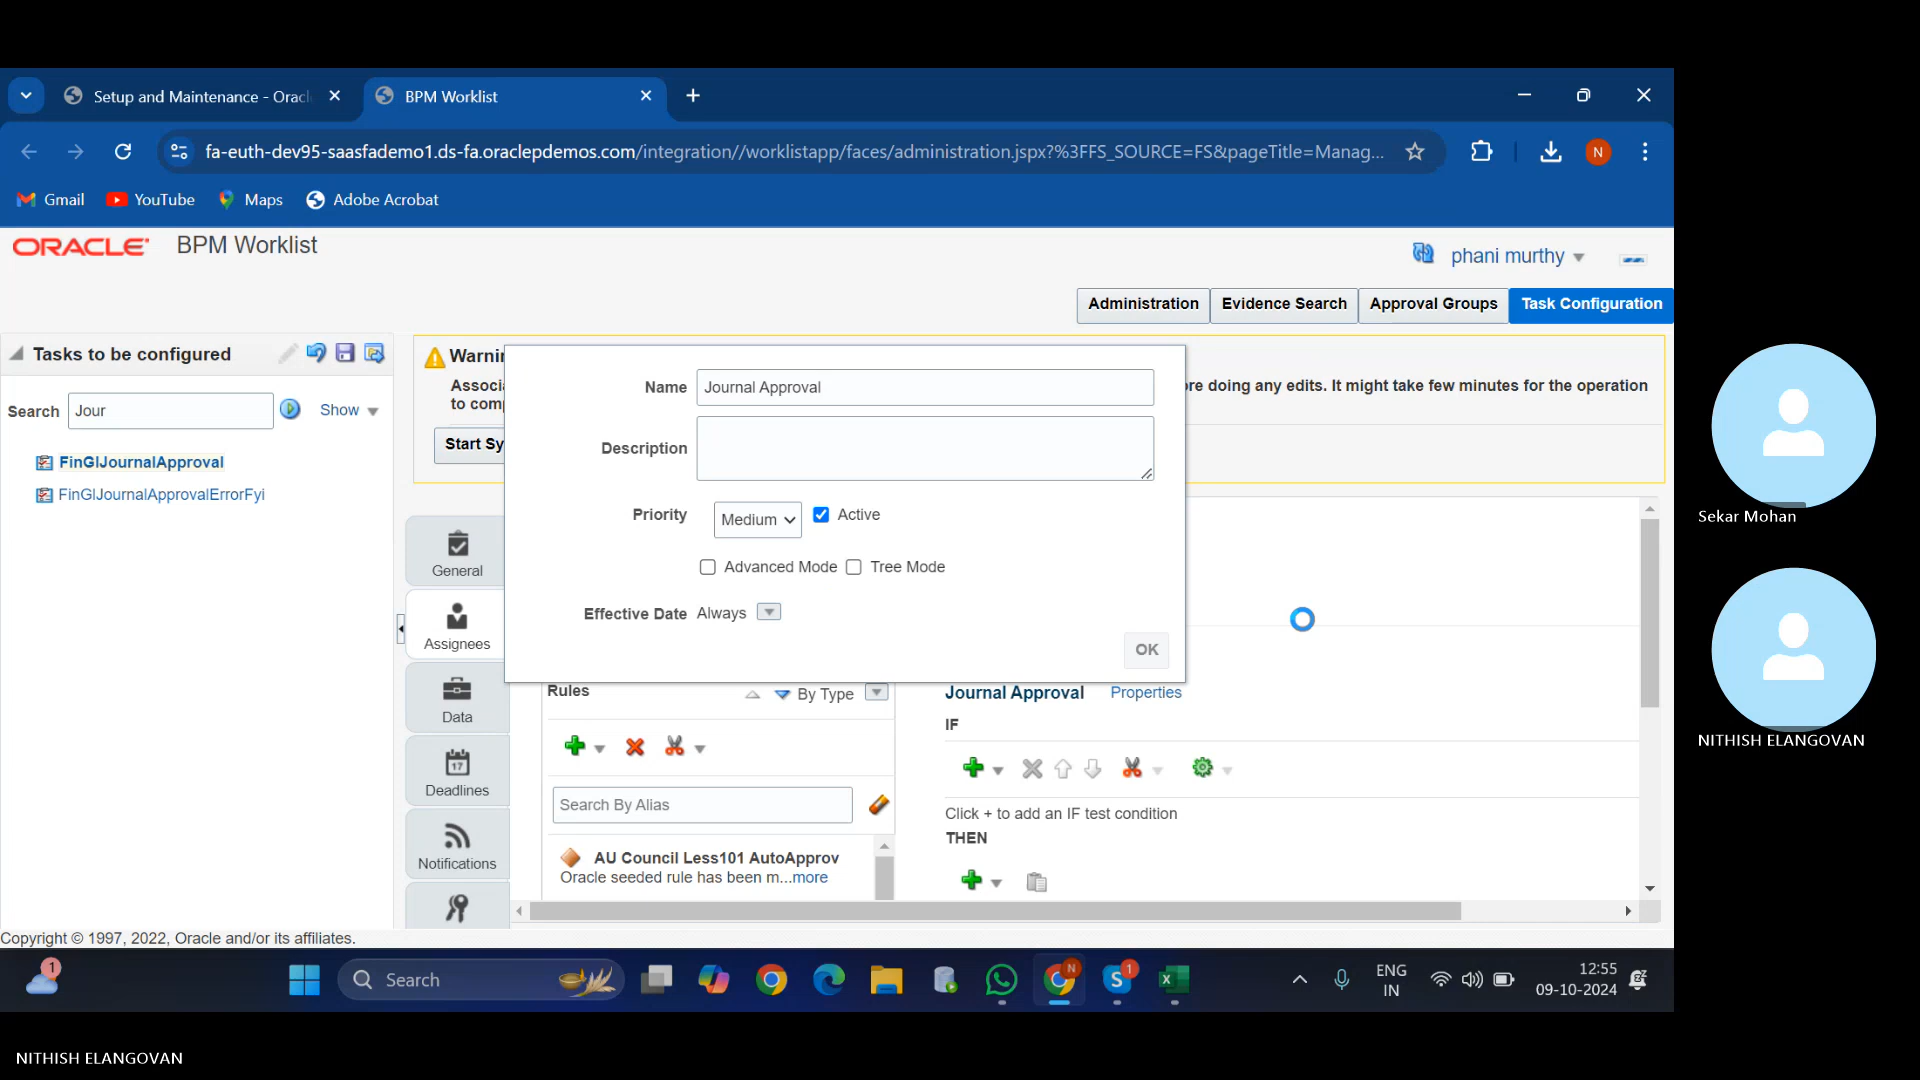 Setup and Maintenance - Orac
BPM Worklist
fa-euth-dev95-saasfademo1.ds-fa.oraclepdemos.com/integration//worklistapp/faces/administration.jspx?%3FFS_SOURCE=FS&pageTitle=Manag...
N
Gmail
YouTube
Maps
Adobe Acrobat
ORACLE
BPM Worklist
phani murthy
Administration
Evidence Search
Approval Groups
Task Configuration
Tasks to be configured
Search
Jour
Show
FinGlJournalApproval
FinGlJournalApprovalErrorFyi
Warnin
Associa
re doing any edits. It might take few minutes for the operation
to comp
Start Sy
Name
Journal Approval
Description
Priority
Medium
Active
Advanced Mode
Tree Mode
Effective Date
Always
OK
General
Assignees
Data
17
Deadlines
Notifications
Rules
By Type
Search By Alias
AU Council Less101 AutoApprov
Oracle seeded rule has been m...more
Journal Approval
Properties
IF
Click + to add an IF test condition
THEN
Copyright © 1997, 2022, Oracle and/or its affiliates.
1
Search
N
1
ENG
IN
12:55
09-10-2024
Sekar Mohan
NITHISH ELANGOVAN
NITHISH ELANGOVAN